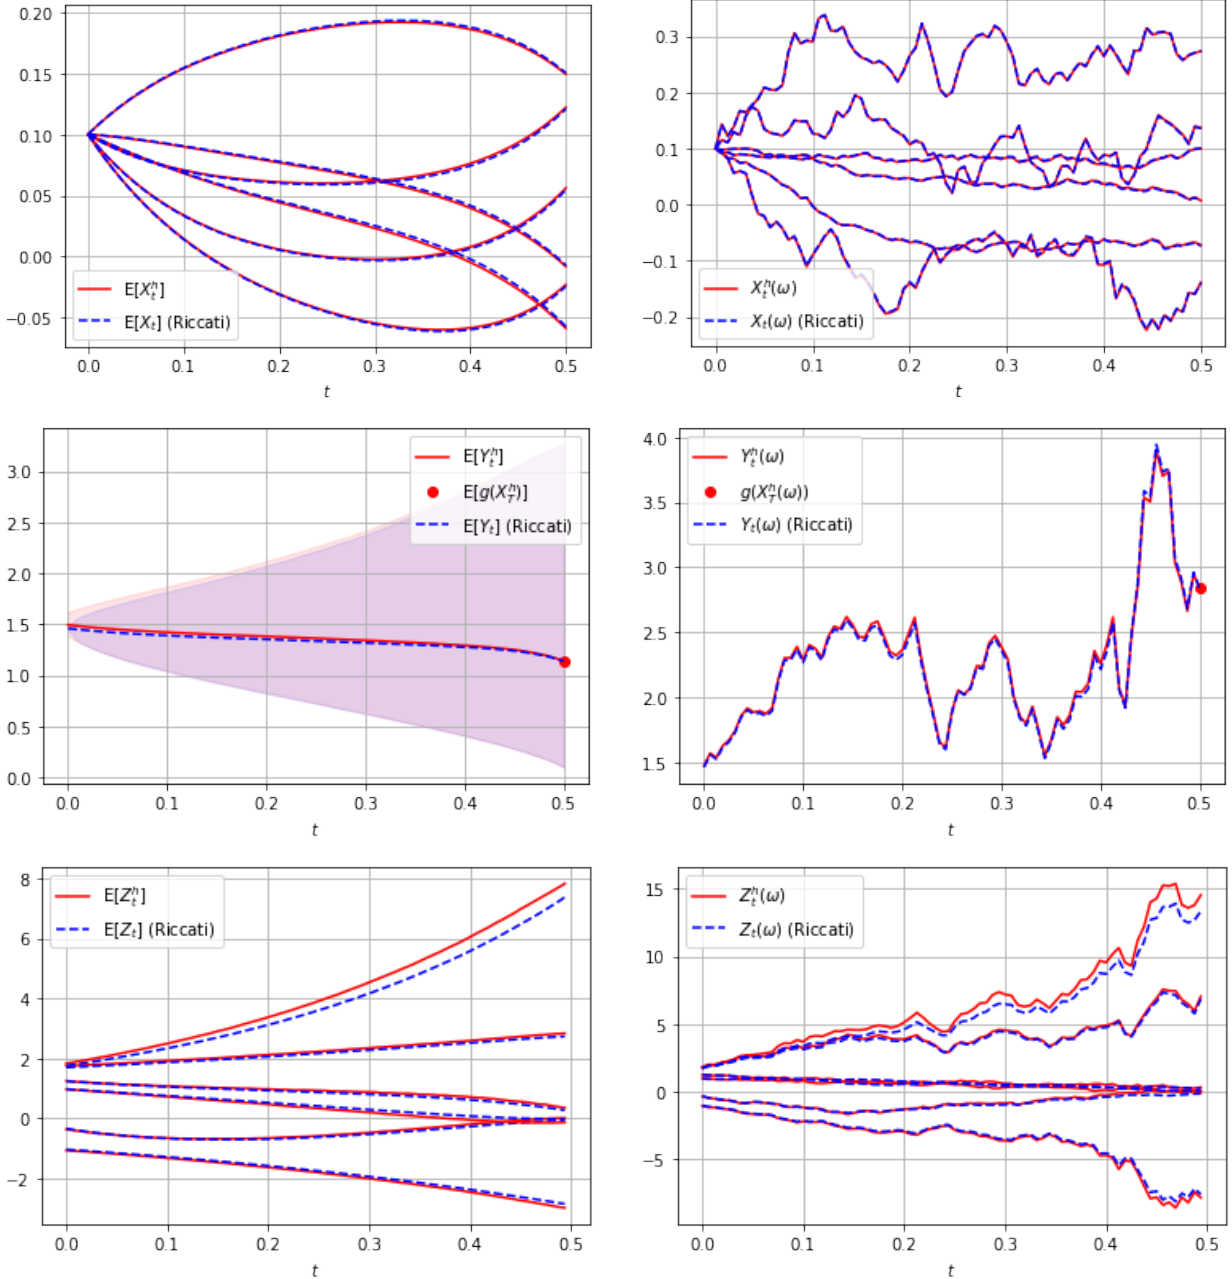 0.20
0.15
0.10
0.05
0.00
−0.05
E[X_t^h]
E[X_t] (Riccati)
0.0 0.1 0.2 0.3 0.4 0.5
t
0.3
0.2
0.1
0.0
−0.1
−0.2
X_t^h(ω)
X_t(ω) (Riccati)
0.0 0.1 0.2 0.3 0.4 0.5
t
3.0
2.5
2.0
1.5
1.0
0.5
0.0
E[Y_t^h]
E[g(X_T^h)]
E[Y_t] (Riccati)
0.0 0.1 0.2 0.3 0.4 0.5
t
4.0
3.5
3.0
2.5
2.0
1.5
Y_t^h(ω)
g(X_T^h(ω))
Y_t(ω) (Riccati)
0.0 0.1 0.2 0.3 0.4 0.5
t
8
6
4
2
0
−2
E[Z_t^h]
E[Z_t] (Riccati)
0.0 0.1 0.2 0.3 0.4 0.5
t
15
10
5
0
−5
Z_t^h(ω)
Z_t(ω) (Riccati)
0.0 0.1 0.2 0.3 0.4 0.5
t